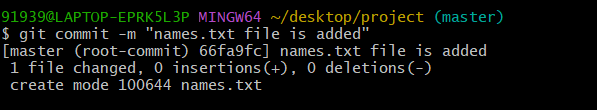 91939@LAPTOP-EPRK5L3P MINGW64 ~/desktop/project (master)
$ git commit -m "names.txt file is added"
[master (root-commit) 66fa9fc] names.txt file is added
 1 file changed, 0 insertions(+), 0 deletions(-)
 create mode 100644 names.txt